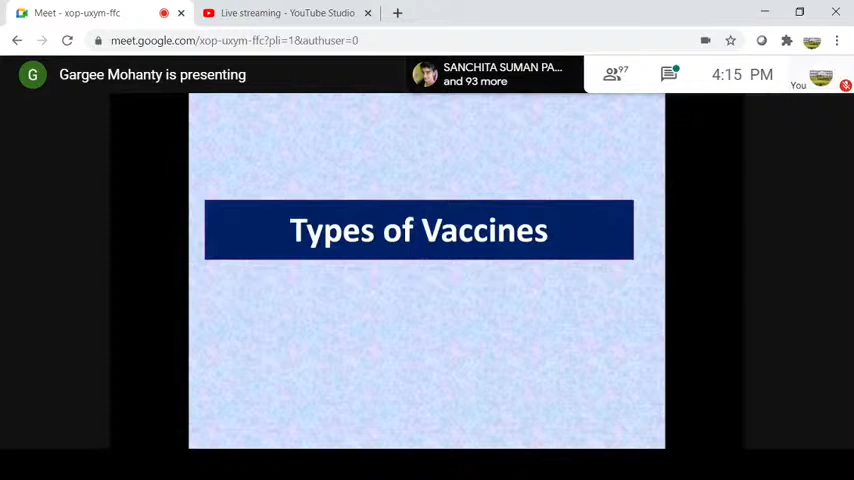 Meet - xop-uxym-ffc
Live streaming - YouTube Studio
meet.google.com/xop-uxym-ffc?pli=1&authuser=0
G
Gargee Mohanty is presenting
SANCHITA SUMAN PA...
and 93 more
97
4:15 PM
You
Types of Vaccines